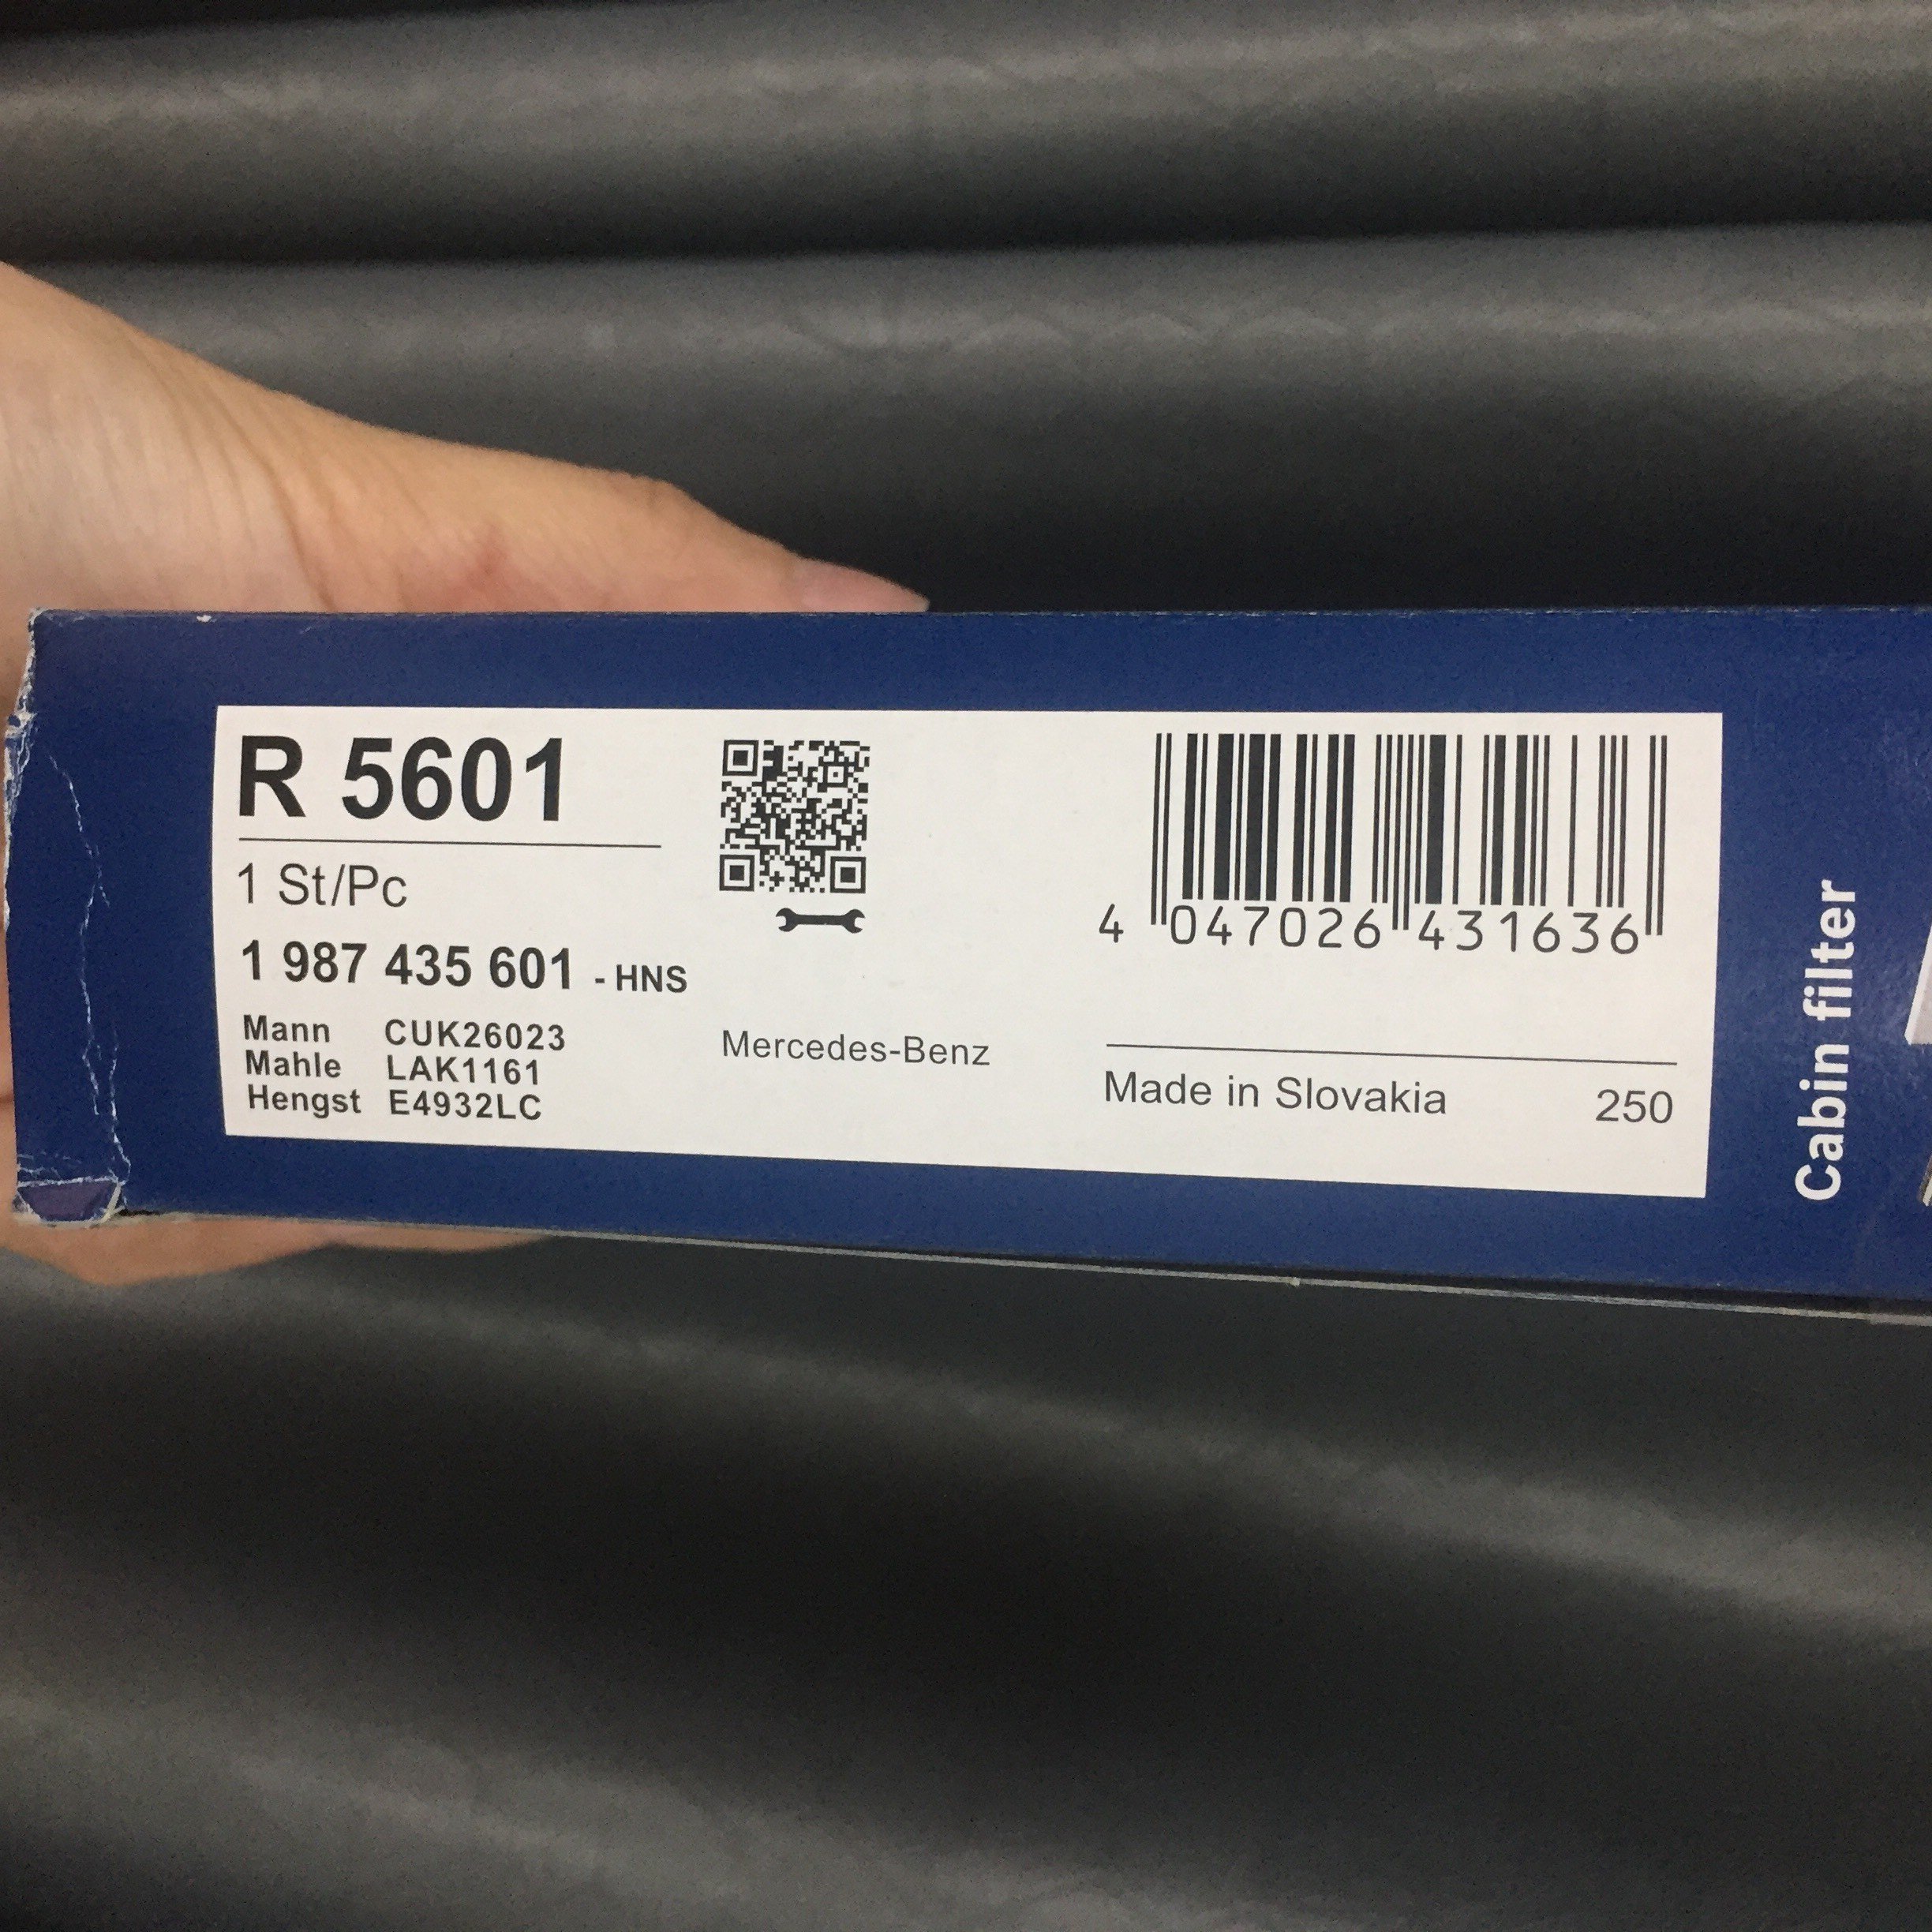 R 5601
1 St/Pc
1 987 435 601 - HNS
Mann CUK26023
Mahle LAK1161
Hengst E4932LC
Mercedes-Benz
4 047026 431636
Made in Slovakia 250
Cabin filter